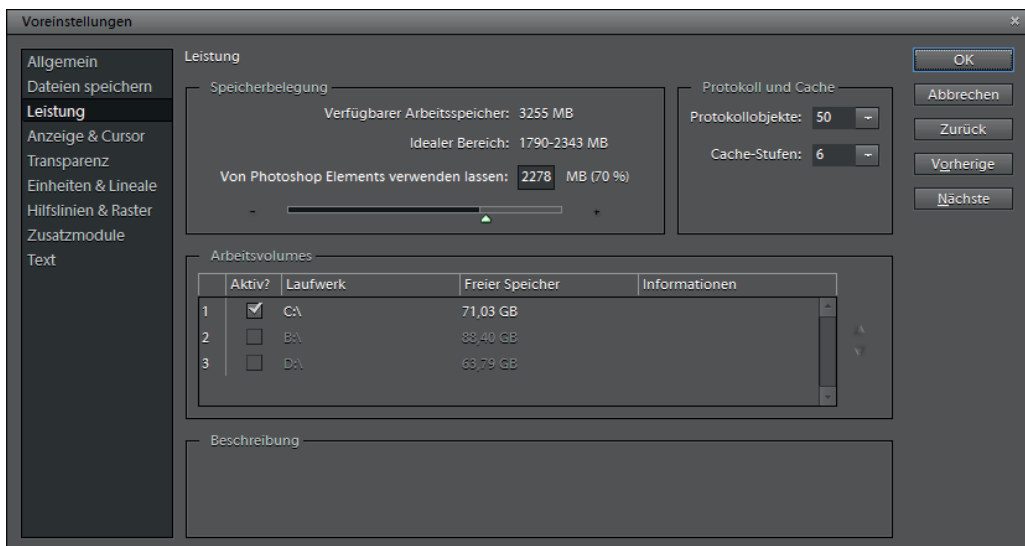 Voreinstellungen
Allgemein
Dateien speichern
Leistung
Anzeige & Cursor
Transparenz
Einheiten & Lineale
Hilfslinien & Raster
Zusatzmodule
Text
Leistung
Speicherbelegung
Verfügbarer Arbeitsspeicher: 3255 MB
Idealer Bereich: 1790-2343 MB
Von Photoshop Elements verwenden lassen: 2278 MB (70 %)
- +
Protokoll und Cache
Protokollobjekte: 50
Cache-Stufen: 6
Arbeitsvolumes
Aktiv? Laufwerk Freier Speicher Informationen
1 C:\ 71,03 GB
2 B:\ 88,40 GB
3 D:\ 63,79 GB
Beschreibung
OK
Abbrechen
Zurück
Vorherige
Nächste